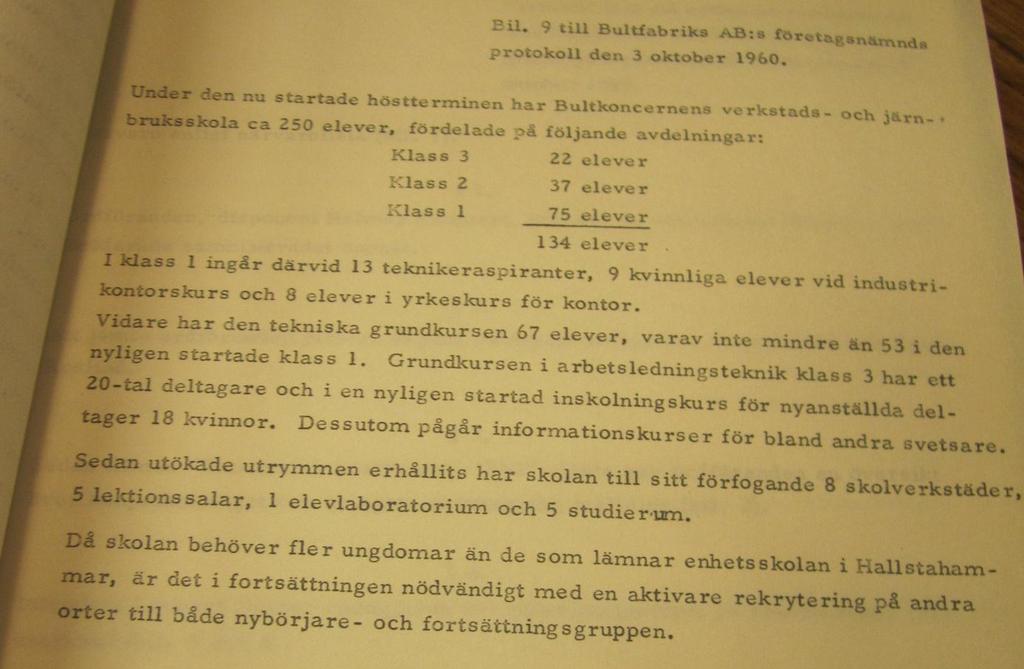 Bil. 9 till Bultfabriks AB:s företagsnämnds
protokoll den 3 oktober 1960.
Under den nu startade höstterminen har Bultkoncernens verkstads- och järn-
bruksskola ca 250 elever, fördelade på följande avdelningar:
Klass 3 22 elever
Klass 2 37 elever
Klass 1 75 elever
134 elever
I klass 1 ingår därvid 13 teknikeraspiranter, 9 kvinnliga elever vid industri-
kontorskurs och 8 elever i yrkeskurs för kontor.
Vidare har den tekniska grundkursen 67 elever, varav inte mindre än 53 i den
nyligen startade klass 1. Grundkursen i arbetsledningsteknik klass 3 har ett
20-tal deltagare och i en nyligen startad inskolningskurs för nyanställda del-
tager 18 kvinnor. Dessutom pågår informationskurser för bland andra svetsare.
Sedan utökade utrymmen erhållits har skolan till sitt förfogande 8 skolverkstäder,
5 lektionssalar, 1 elevlaboratorium och 5 studierum.
Då skolan behöver fler ungdomar än de som lämnar enhetsskolan i Hallstaham-
mar, är det i fortsättningen nödvändigt med en aktivare rekrytering på andra
orter till både nybörjare- och fortsättningsgruppen.